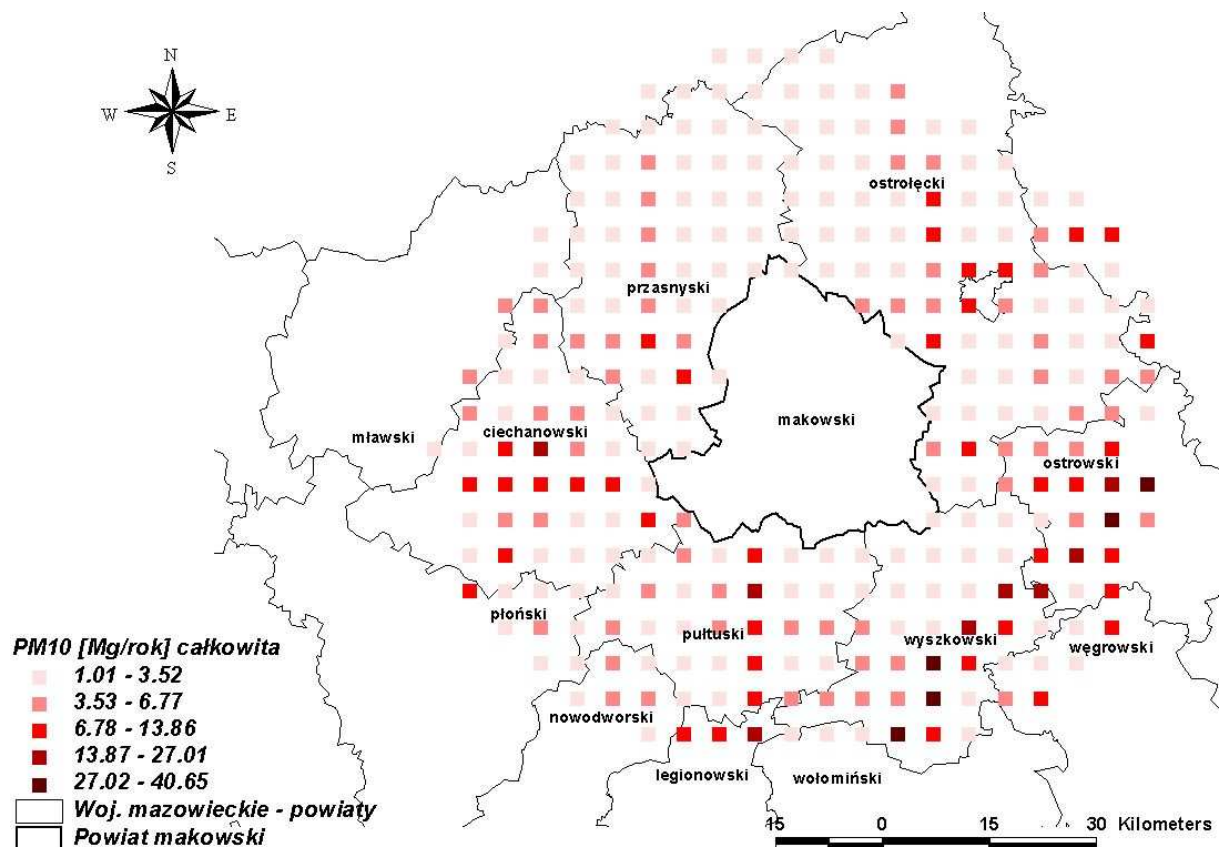 N
W E
S
ostrołęcki
przasnyski
makowski
ciechanowski
mławski
ostrowski
płoński
pułtuski
wyszkowski
węgrowski
nowodworski
legionowski
wołomiński
PM10 [Mg/rok] całkowita
1.01 - 3.52
3.53 - 6.77
6.78 - 13.86
13.87 - 27.01
27.02 - 40.65
Woj. mazowieckie - powiaty
Powiat makowski
15 0 15 30 Kilometers